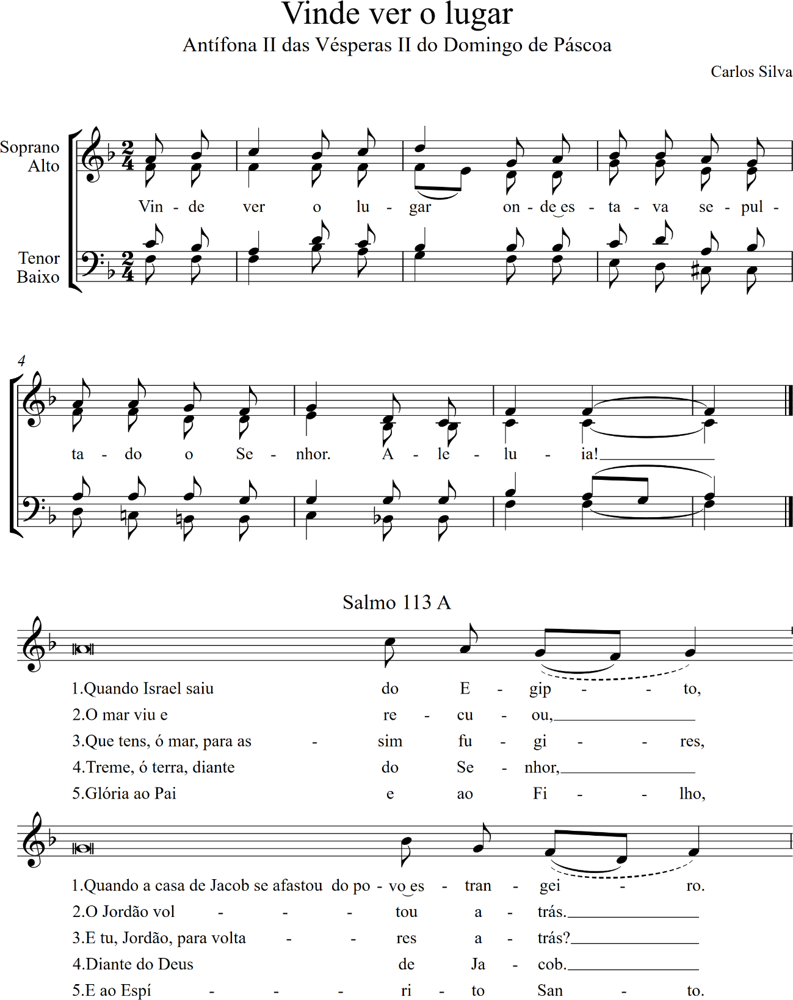 Vinde ver o lugar
Antífona II das Vésperas II do Domingo de Páscoa
Carlos Silva
Soprano
Alto
Vin - de ver o lu - gar on - de‿es - ta - va se - pul -
Tenor
Baixo
4
ta - do o Se - nhor. A - le - lu - ia!
Salmo 113 A
1.Quando Israel saiu do E - gip - - to,
2.O mar viu e re - cu - ou,
3.Que tens, ó mar, para as - sim fu - gi - - res,
4.Treme, ó terra, diante do Se - nhor,
5.Glória ao Pai e ao Fi - - lho,
1.Quando a casa de Jacob se afastou do po - vo‿es - tran - gei - ro.
2.O Jordão vol - - - tou a - trás.
3.E tu, Jordão, para volta - - res a - trás?
4.Diante do Deus de Ja - cob.
5.E ao Espí - - - ri - to San - to.